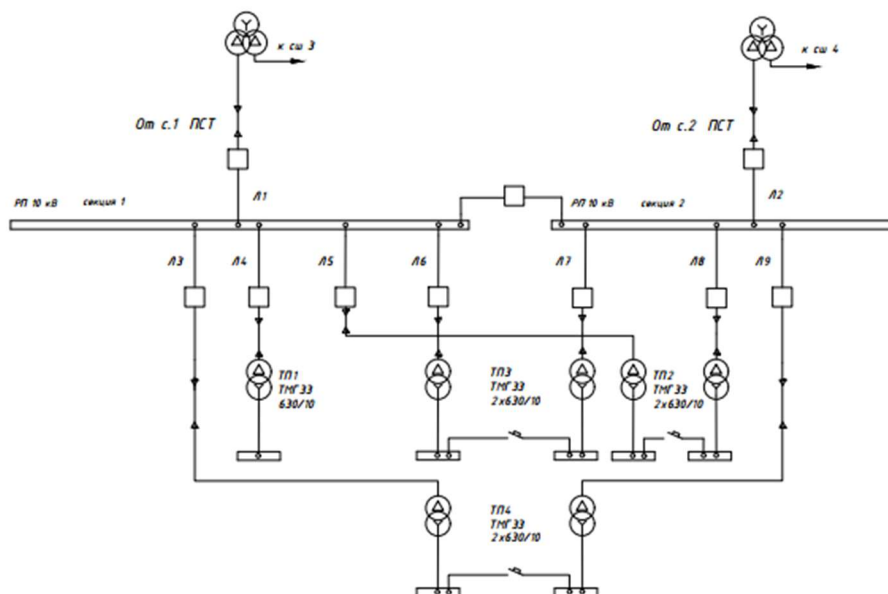 к сш 3
к сш 4
От с.1 ПСТ
От с.2 ПСТ
РП 10 кВ секция 1
Л1
РП 10 кВ секция 2
Л2
Л3
Л4
Л5
Л6
Л7
Л8
Л9
ТП1
ТМГ33
630/10
ТП3
ТМГ33
2х630/10
ТП2
ТМГ33
2х630/10
ТП4
ТМГ33
2х630/10